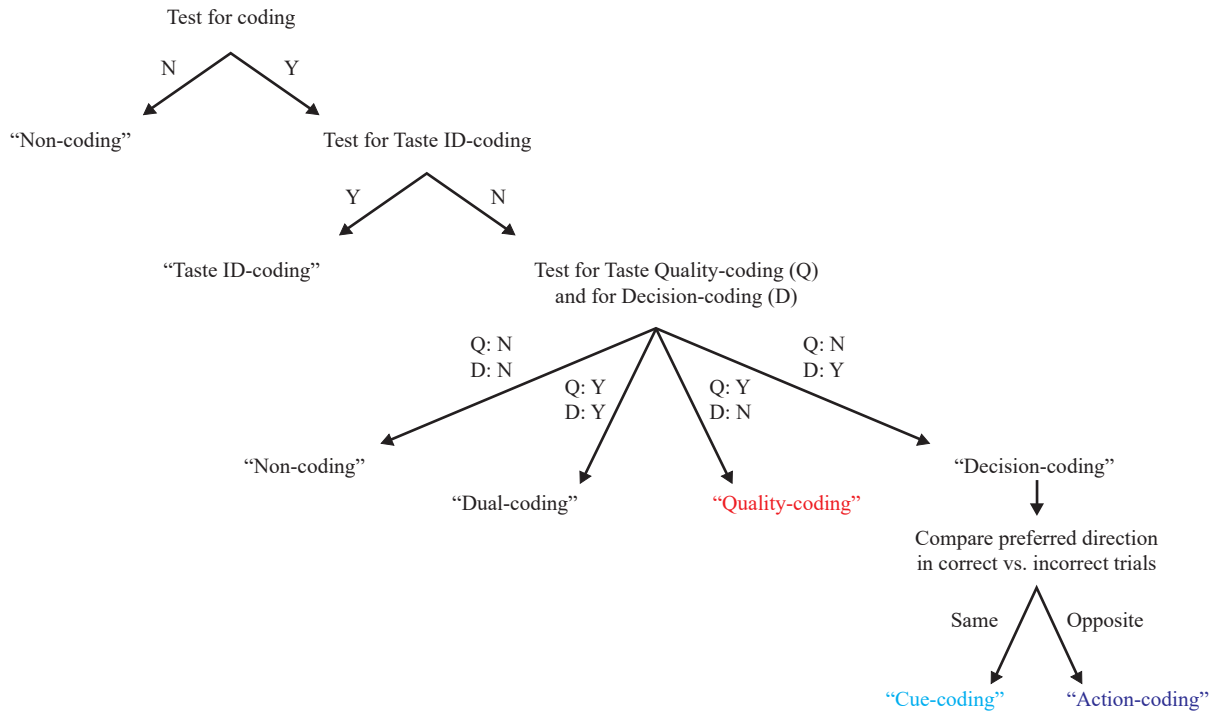 Test for coding
N
Y
“Non-coding”
Test for Taste ID-coding
Y
N
“Taste ID-coding”
Test for Taste Quality-coding (Q)
and for Decision-coding (D)
Q: N
D: N
Q: Y
D: Y
Q: Y
D: N
Q: N
D: Y
“Non-coding”
“Dual-coding”
“Quality-coding”
“Decision-coding”
Compare preferred direction
in correct vs. incorrect trials
Same
Opposite
“Cue-coding”
“Action-coding”